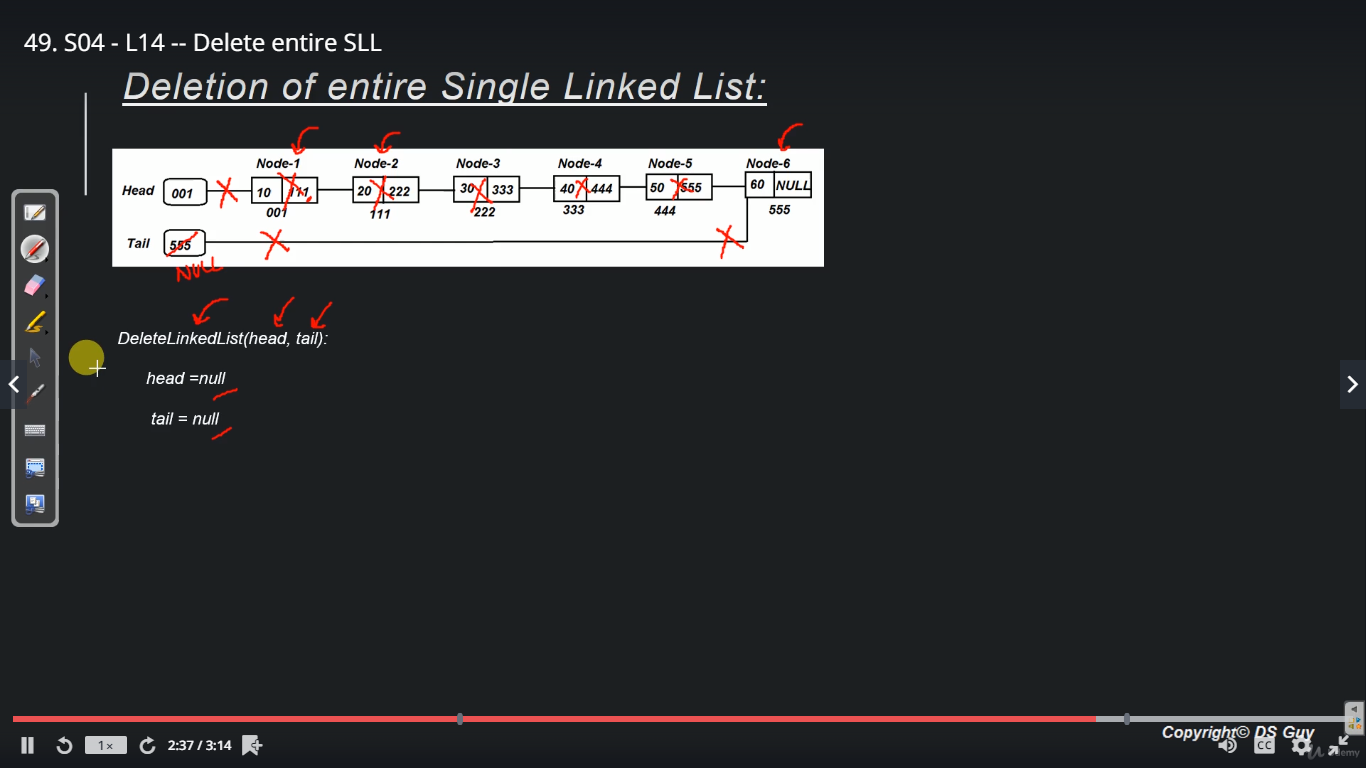 49. S04 - L14 -- Delete entire SLL
Deletion of entire Single Linked List:
Node-1 Node-2 Node-3 Node-4 Node-5 Node-6
Head 001 10 111 20 222 30 333 40 444 50 555 60 NULL
001 111 222 333 444 555
Tail 555
NULL
DeleteLinkedList(head, tail):
head =null
tail = null
Copyright© DS Guy
1x 2:37 / 3:14 CC